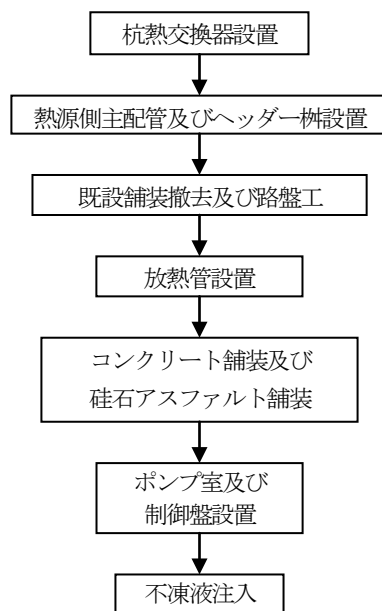 杭熱交換器設置
熱源側主配管及びヘッダー桝設置
既設舗装撤去及び路盤工
放熱管設置
コンクリート舗装及び
硅石アスファルト舗装
ポンプ室及び
制御盤設置
不凍液注入